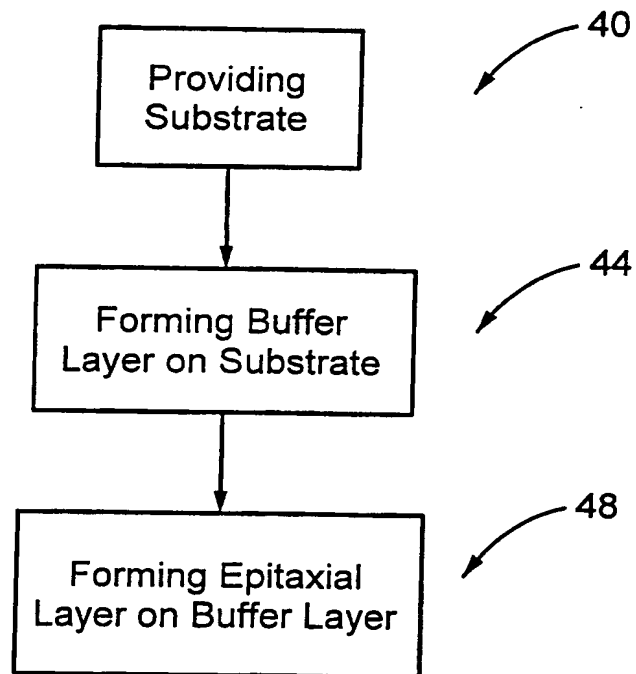 40
Providing
Substrate
44
Forming Buffer
Layer on Substrate
48
Forming Epitaxial
Layer on Buffer Layer